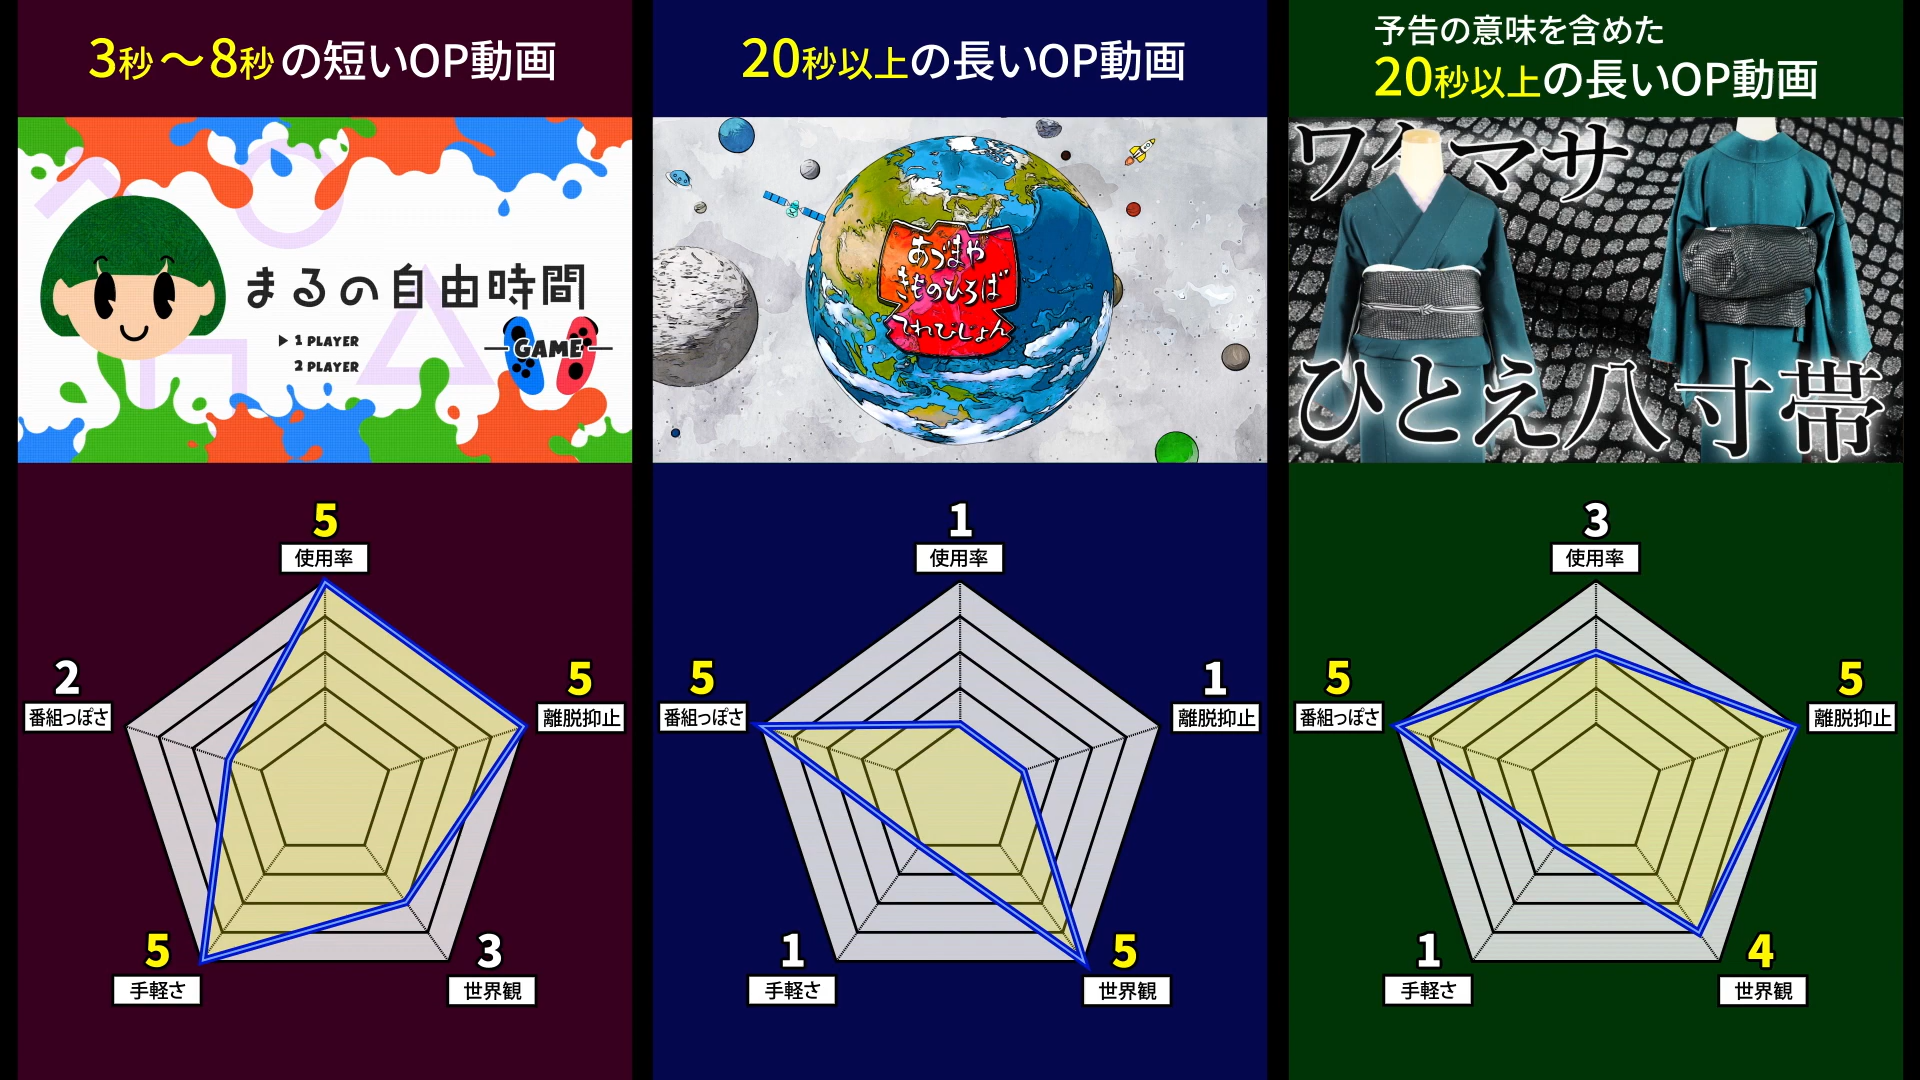 3秒～8秒の短いOP動画
まるの自由時間
1 PLAYER
2 PLAYER
GAME
5
使用率
2
番組っぽさ
5
離脱抑止
5
手軽さ
3
世界観
20秒以上の長いOP動画
あづまや
きものひろば
てれびじょん
1
使用率
5
番組っぽさ
1
離脱抑止
1
手軽さ
5
世界観
予告の意味を含めた
20秒以上の長いOP動画
ワタマサ
ひとえ八寸帯
3
使用率
5
番組っぽさ
5
離脱抑止
1
手軽さ
4
世界観